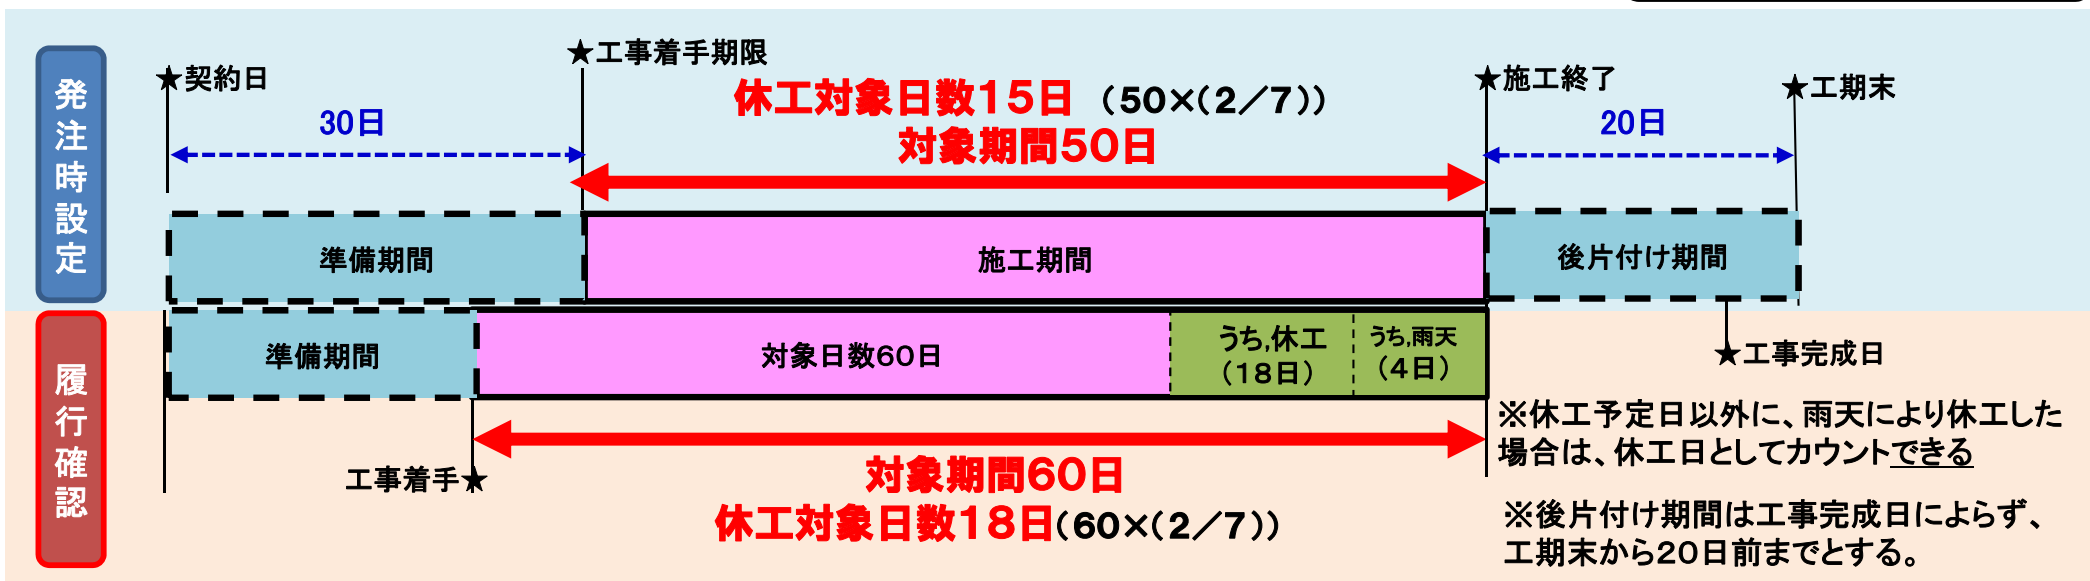 発注時設定
★契約日
★工事着手期限
休工対象日数15日 （50×(2／7)）
対象期間50日
30日
★施工終了
★工期末
20日
準備期間
施工期間
後片付け期間
履行確認
準備期間
対象日数60日
うち,休工
（18日）
うち,雨天
（4日）
★工事完成日
工事着手★
対象期間60日
休工対象日数18日（60×(2／7)）
※休工予定日以外に、雨天により休工した
場合は、休工日としてカウントできる
※後片付け期間は工事完成日によらず、
工期末から20日前までとする。